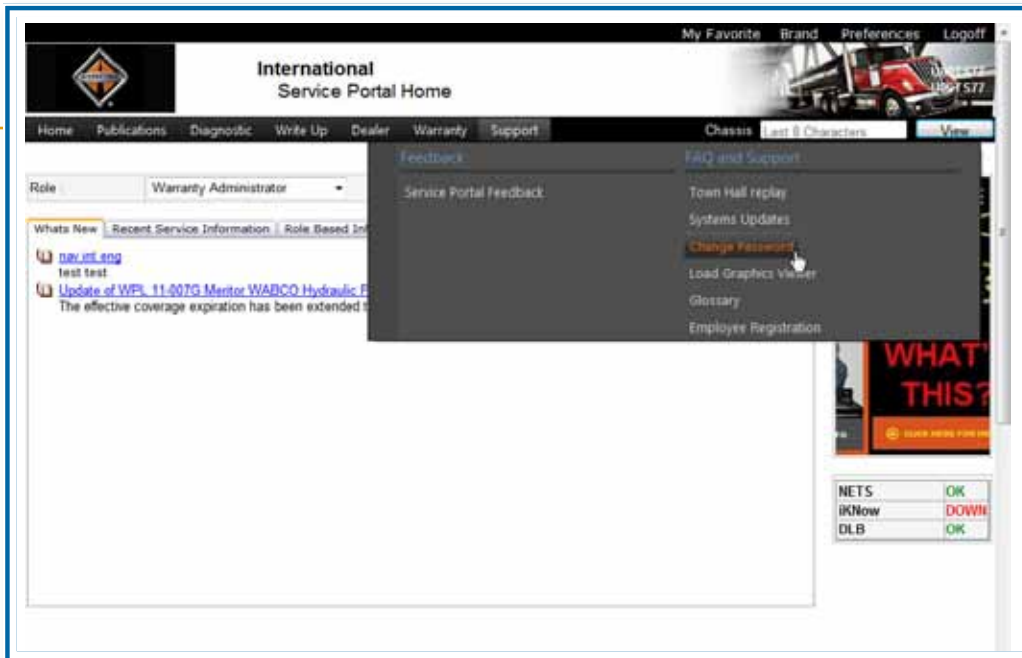 My Favorite Brand Preferences Logoff
International
Service Portal Home
Home Publications Diagnostic Write Up Dealer Warranty Support Chassis Last 8 Characters View
Feedback FAQ and Support
Service Portal Feedback Town Hall replay
Systems Updates
Change Password
Load Graphics Viewer
Glossary
Employee Registration
Role Warranty Administrator
Whats New Recent Service Information Role Based
nav int eng
test test
Update of WPL 11-007G Meritor WABCO Hydraulic
The effective coverage expiration has been extended
WHAT'
THIS?
NETS OK
iKNow DOWN
DLB OK